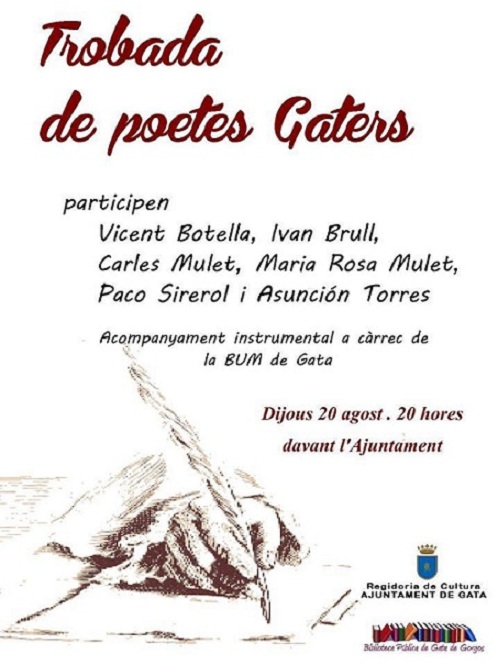 Trobada
de poetes Gaters
participen
Vicent Botella, Ivan Brull,
Carles Mulet, Maria Rosa Mulet,
Paco Sirerol i Asunción Torres
Acompanyament instrumental a càrrec de
la BUM de Gata
Dijous 20 agost . 20 hores
davant l'Ajuntament
Regidoria de Cultura
AJUNTAMENT DE GATA
Biblioteca Pública de Gata de Gorgos